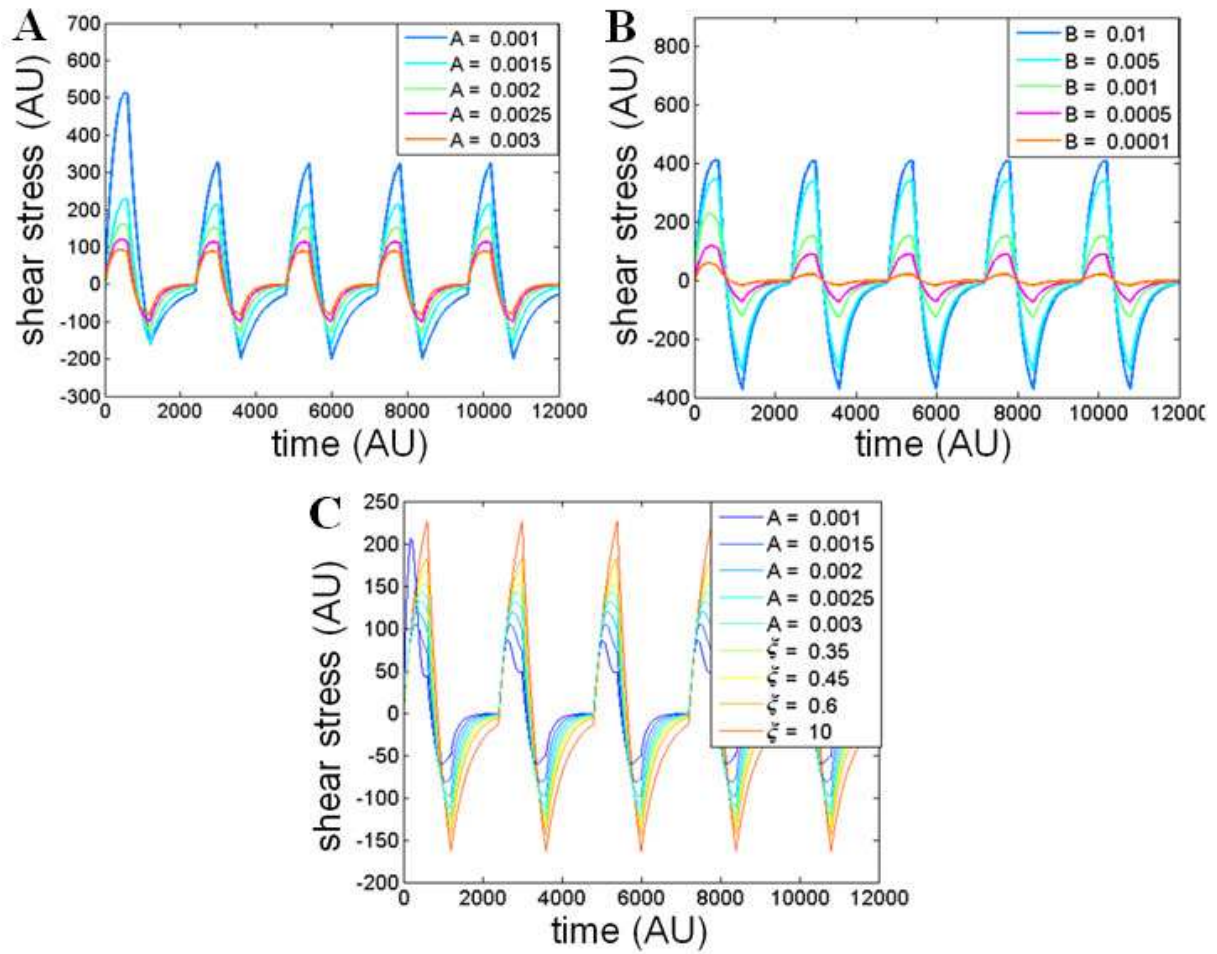 A
shear stress (AU)
700
600
500
400
300
200
100
0
-100
-200
-300
0
2000
4000
6000
8000
10000
12000
time (AU)
A = 0.001
A = 0.0015
A = 0.002
A = 0.0025
A = 0.003
B
shear stress (AU)
800
600
400
200
0
-200
-400
0
2000
4000
6000
8000
10000
12000
time (AU)
B = 0.01
B = 0.005
B = 0.001
B = 0.0005
B = 0.0001
C
shear stress (AU)
250
200
150
100
50
0
-50
-100
-150
-200
0
2000
4000
6000
8000
10000
12000
time (AU)
A = 0.001
A = 0.0015
A = 0.002
A = 0.0025
A = 0.003
ξ = 0.35
ξ = 0.45
ξ = 0.6
ξ = 10